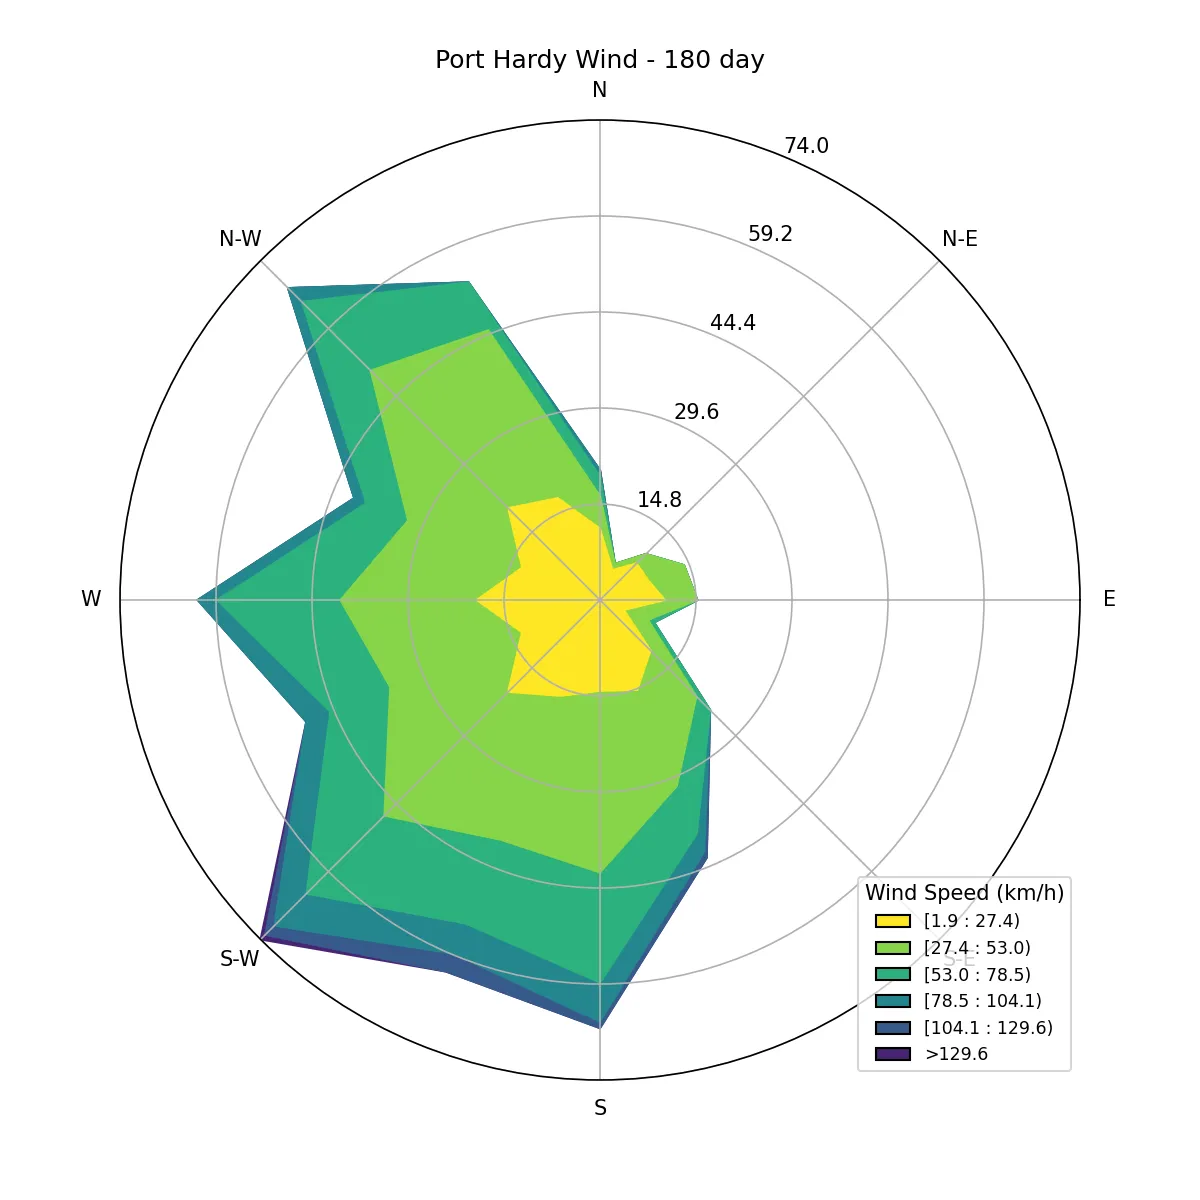 Port Hardy Wind - 180 day
N
74.0
59.2
N-W
N-E
44.4
29.6
14.8
W
E
Wind Speed (km/h)
[1.9 : 27.4)
[27.4 : 53.0)
S-W
S-E
[53.0 : 78.5)
[78.5 : 104.1)
[104.1 : 129.6)
>129.6
S